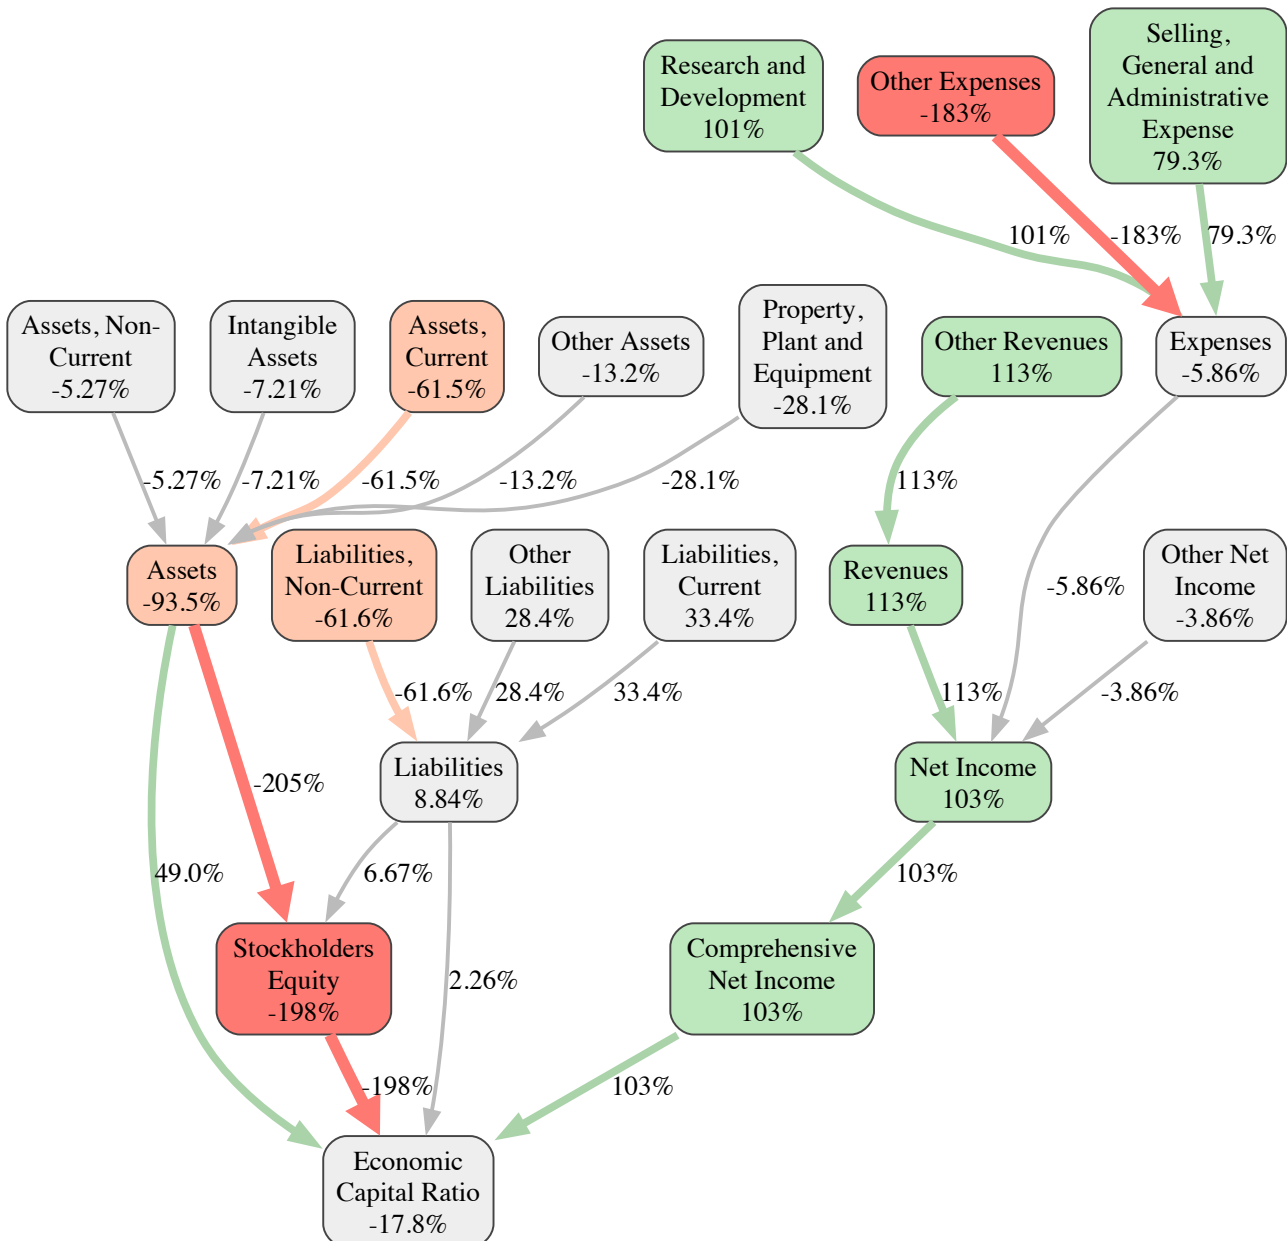 Research and
Development
101%
Other Expenses
-183%
Selling,
General and
Administrative
Expense
79.3%
101%
-183%
79.3%
Assets, Non-
Current
-5.27%
Intangible
Assets
-7.21%
Assets,
Current
-61.5%
Other Assets
-13.2%
Property,
Plant and
Equipment
-28.1%
Other Revenues
113%
Expenses
-5.86%
-5.27%
-7.21%
-61.5%
-13.2%
-28.1%
113%
Assets
-93.5%
Liabilities,
Non-Current
-61.6%
Other
Liabilities
28.4%
Liabilities,
Current
33.4%
Revenues
113%
-5.86%
Other Net
Income
-3.86%
-61.6%
28.4%
33.4%
113%
-3.86%
-205%
Liabilities
8.84%
Net Income
103%
49.0%
6.67%
103%
Stockholders
Equity
-198%
2.26%
Comprehensive
Net Income
103%
-198%
103%
Economic
Capital Ratio
-17.8%